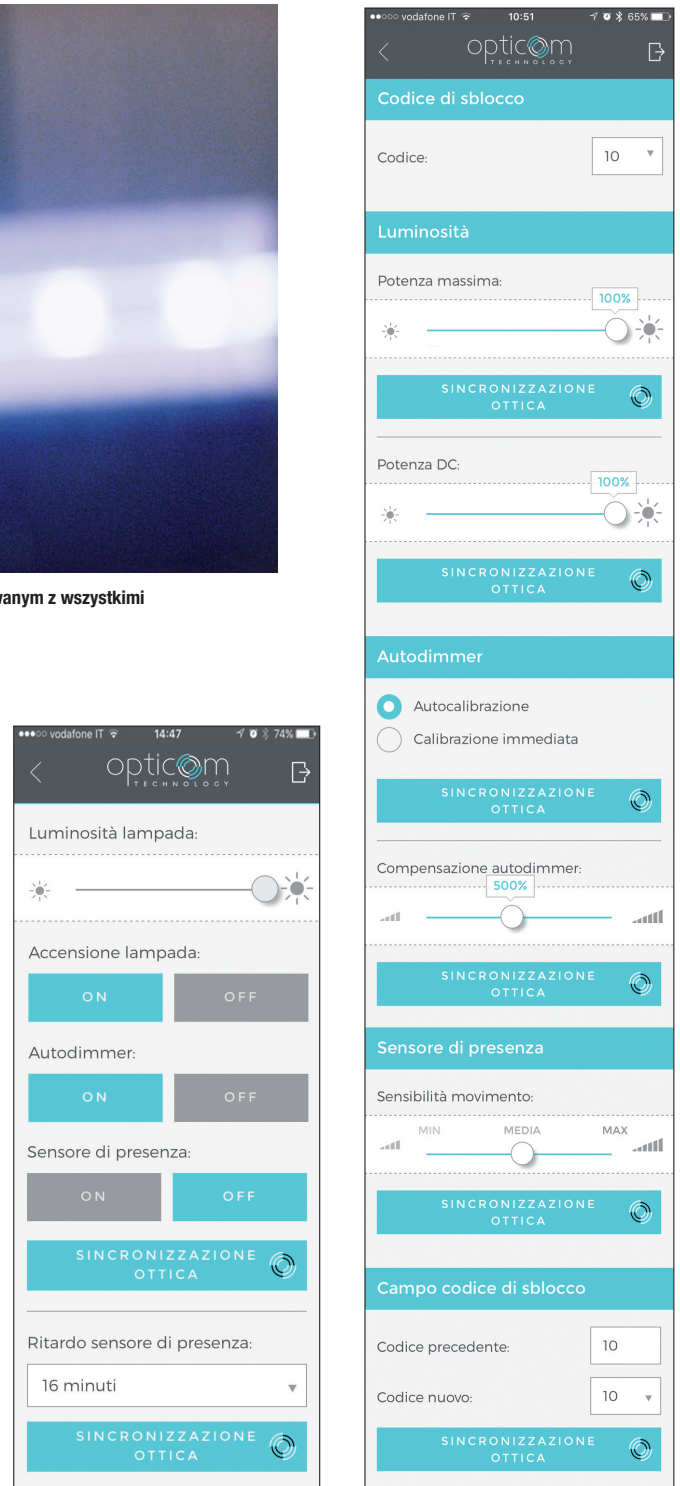 wanym z wszystkimi
vodafone IT 14:47 74%
opticom
TECHNOLOGY
Luminosità lampada:
Accensione lampada:
ON OFF
Autodimmer:
ON OFF
Sensore di presenza:
ON OFF
SINCRONIZZAZIONE
OTTICA
Ritardo sensore di presenza:
16 minuti
SINCRONIZZAZIONE
OTTICA
vodafone IT 10:51 65%
opticom
TECHNOLOGY
Codice di sblocco
Codice: 10
Luminosità
Potenza massima:
100%
SINCRONIZZAZIONE
OTTICA
Potenza DC:
100%
SINCRONIZZAZIONE
OTTICA
Autodimmer
Autocalibrazione
Calibrazione immediata
SINCRONIZZAZIONE
OTTICA
Compensazione autodimmer:
500%
SINCRONIZZAZIONE
OTTICA
Sensore di presenza
Sensibilità movimento:
MIN MEDIA MAX
SINCRONIZZAZIONE
OTTICA
Campo codice di sblocco
Codice precedente: 10
Codice nuovo: 10
SINCRONIZZAZIONE
OTTICA